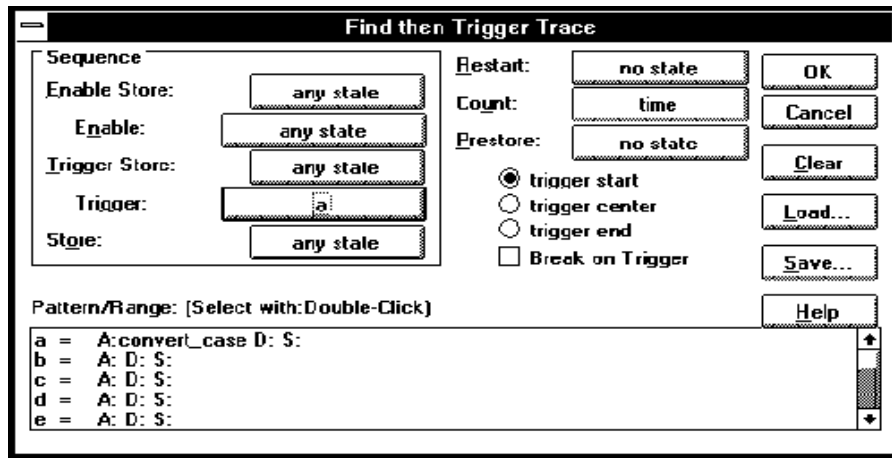 Find then Trigger Trace
Sequence
Enable Store: any state
Enable: any state
Trigger Store: any state
Trigger: a
Store: any state
Restart: no state
Count: time
Prestore: no state
trigger start
trigger center
trigger end
Break on Trigger
OK
Cancel
Clear
Load...
Save...
Help
Pattern/Range: (Select with:Double-Click)
a = A:convert_case D: S:
b = A: D: S:
c = A: D: S:
d = A: D: S:
e = A: D: S: